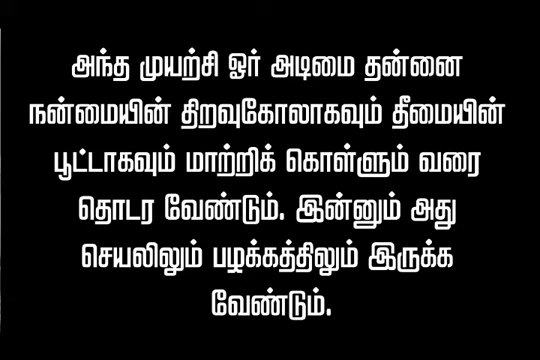 அந்த முயற்சி ஓர் அடிமை தன்னை
நன்மையின் திறவுகோலாகவும் தீமையின்
பூட்டாகவும் மாற்றிக் கொள்ளும் வரை
தொடர வேண்டும். இன்னும் அது
செயலிலும் பழக்கத்திலும் இருக்க
வேண்டும்.